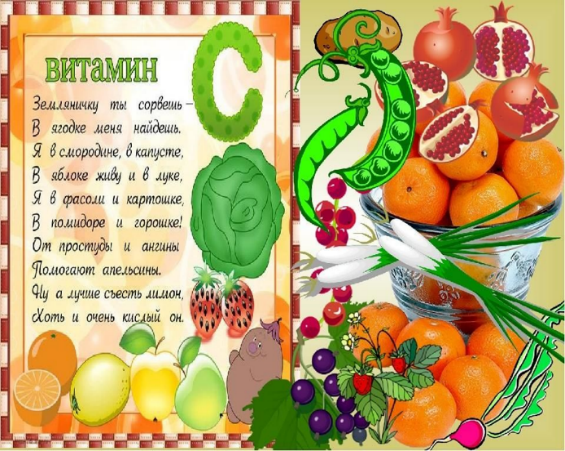 ВИТАМИН С
Земляничку ты сорвешь –
В ягодке меня найдешь.
Я в смородине, в капусте,
В яблоке живу и в луке,
Я в фасоли и картошке,
В помидоре и горошке!
От простуды и ангины
Помогают апельсины.
Ну а лучше съесть лимон,
Хоть и очень кислый он.